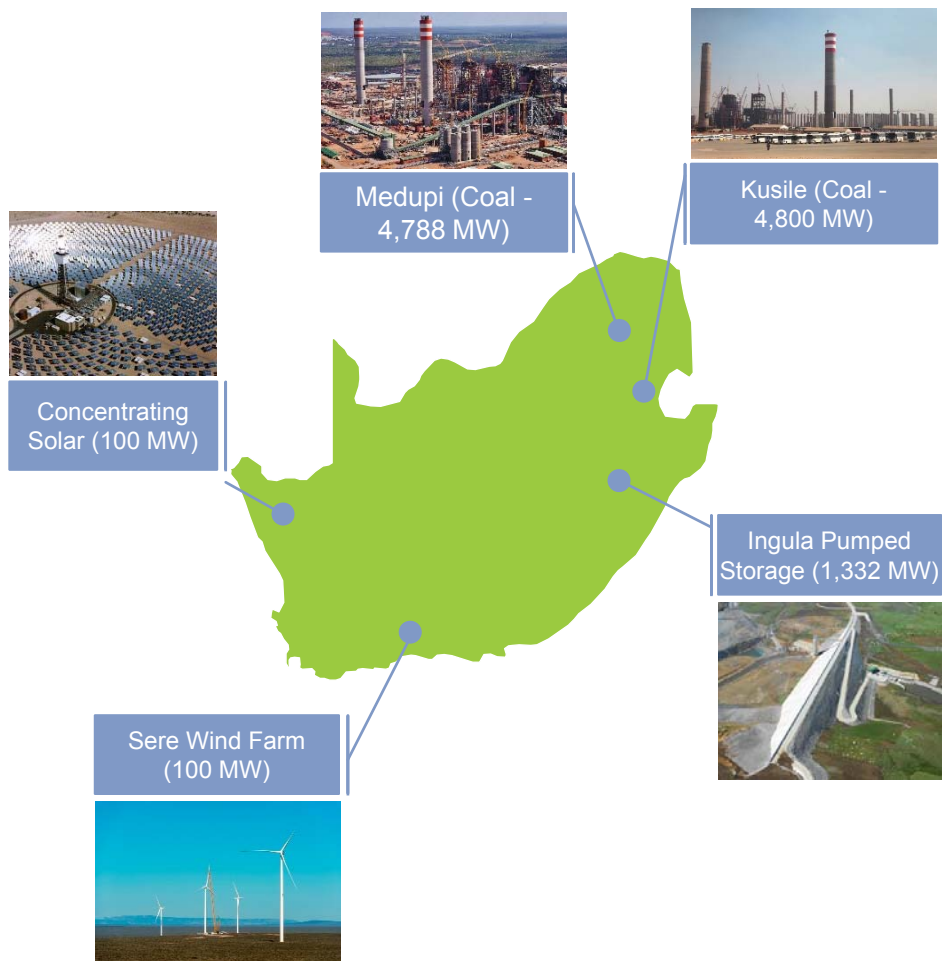 Medupi (Coal -
4,788 MW)
Kusile (Coal -
4,800 MW)
Concentrating
Solar (100 MW)
Ingula Pumped
Storage (1,332 MW)
Sere Wind Farm
(100 MW)